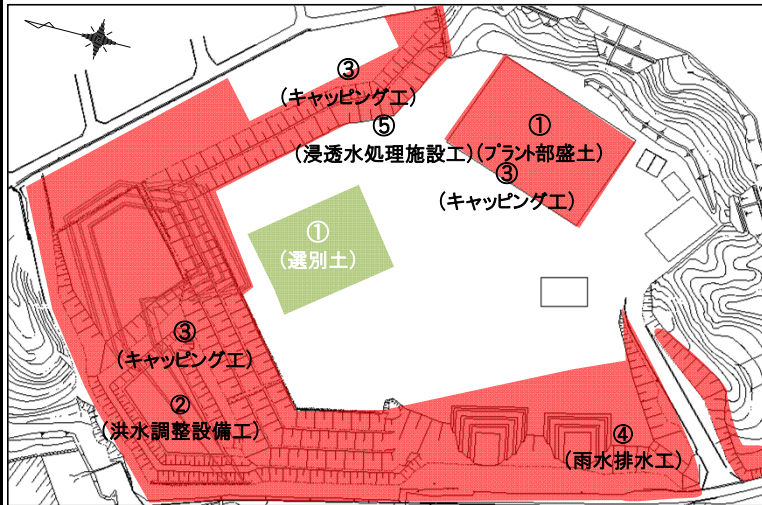 ③
(キャッピング工)
⑤
(浸透水処理施設工)
①
(プラント部盛土)
③
(キャッピング工)
①
(選別土)
③
(キャッピング工)
②
(洪水調整設備工)
④
(雨水排水工)